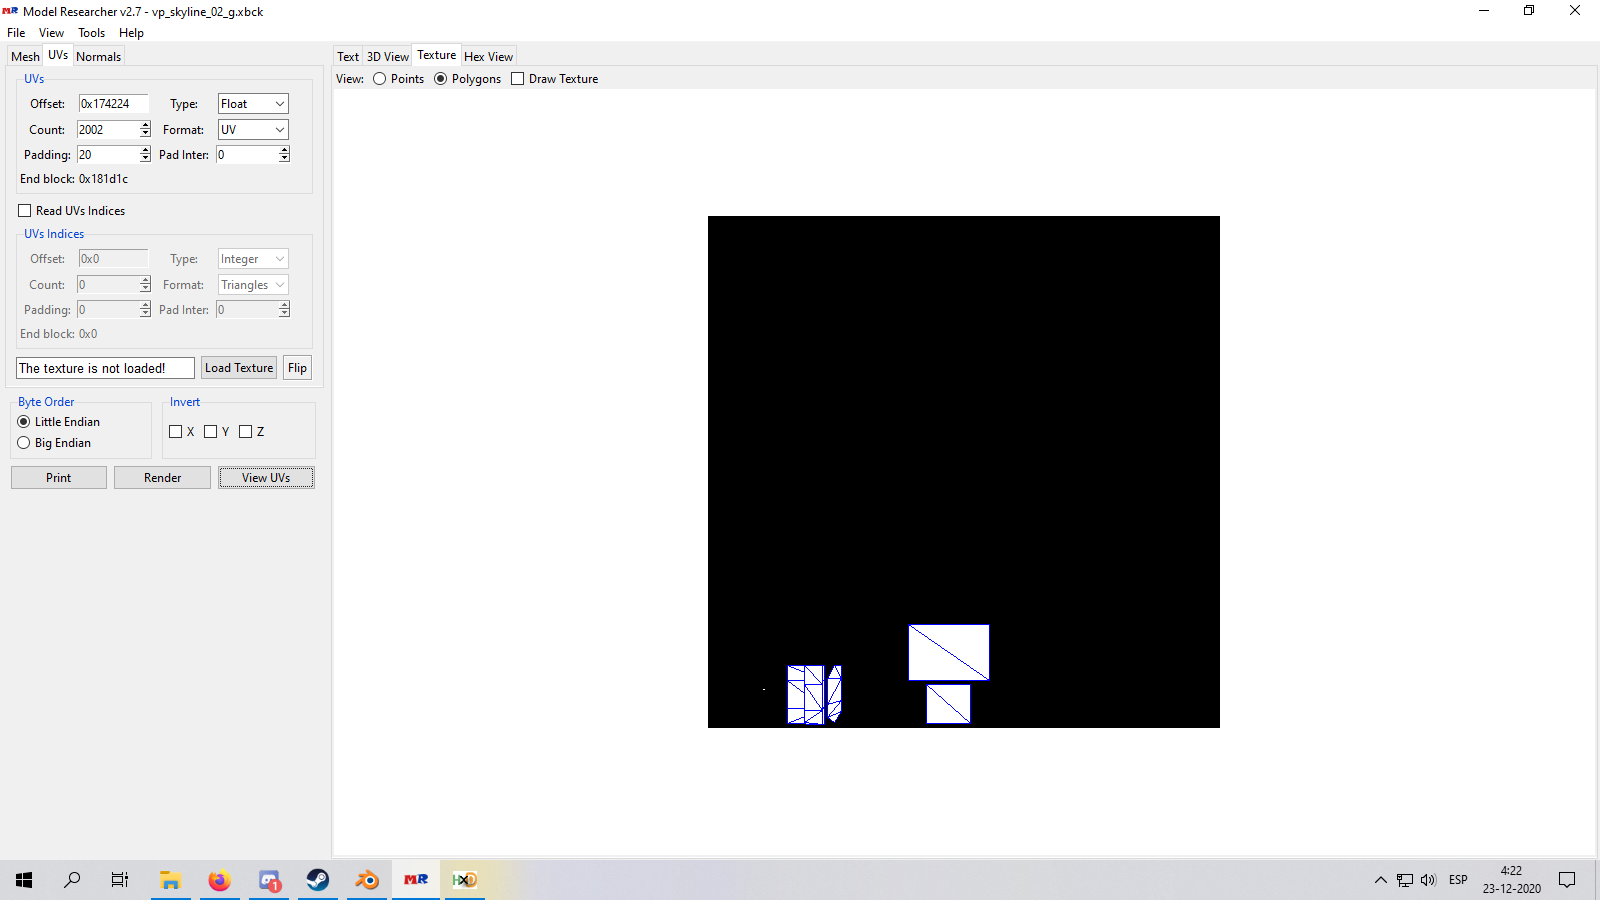 MR Model Researcher v2.7 - vp_skyline_02_g.xbck
File View Tools Help
Mesh UVs Normals
UVs
Offset: 0x174224 Type: Float
Count: 2002 Format: UV
Padding: 20 Pad Inter: 0
End block: 0x181d1c
Read UVs Indices
UVs Indices
Offset: 0x0 Type: Integer
Count: 0 Format: Triangles
Padding: 0 Pad Inter: 0
End block: 0x0
The texture is not loaded! Load Texture Flip
Byte Order
Little Endian
Big Endian
Invert
X Y Z
Print Render View UVs
Text 3D View Texture Hex View
View: Points Polygons Draw Texture
1
MR
HXD
ESP
4:22
23-12-2020